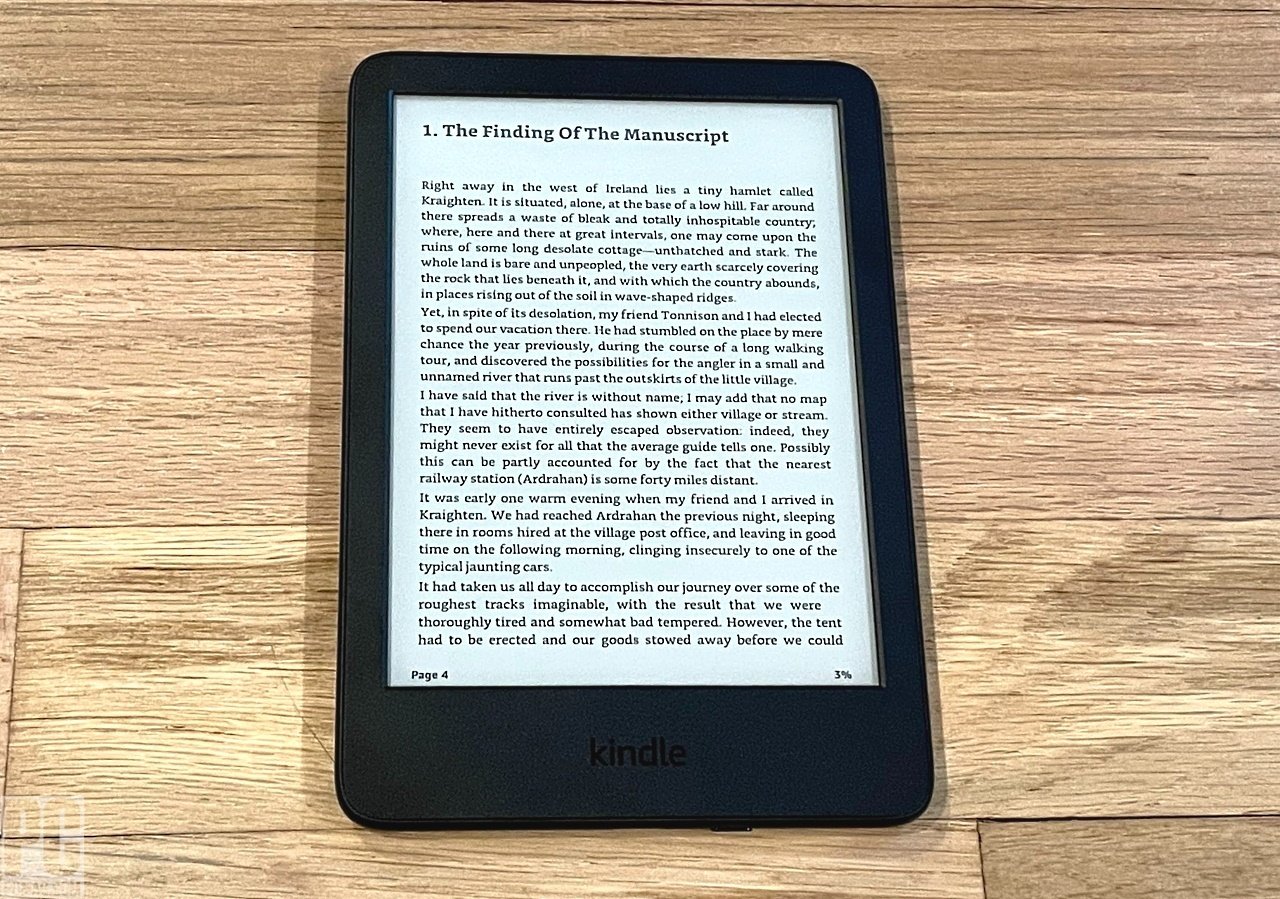 1. The Finding Of The Manuscript
Right away in the west of Ireland lies a tiny hamlet called
Kraighten. It is situated, alone, at the base of a low hill. Far around
there spreads a waste of bleak and totally inhospitable country;
where, here and there at great intervals, one may come upon the
ruins of some long desolate cottage—unthatched and stark. The
whole land is bare and unpeopled, the very earth scarcely covering
the rock that lies beneath it, and with which the country abounds,
in places rising out of the soil in wave-shaped ridges.
Yet, in spite of its desolation, my friend Tonnison and I had elected
to spend our vacation there. He had stumbled on the place by mere
chance the year previously, during the course of a long walking
tour, and discovered the possibilities for the angler in a small and
unnamed river that runs past the outskirts of the little village.
I have said that the river is without name; I may add that no map
that I have hitherto consulted has shown either village or stream.
They seem to have entirely escaped observation: indeed, they
might never exist for all that the average guide tells one. Possibly
this can be partly accounted for by the fact that the nearest
railway station (Ardrahan) is some forty miles distant.
It was early one warm evening when my friend and I arrived in
Kraighten. We had reached Ardrahan the previous night, sleeping
there in rooms hired at the village post office, and leaving in good
time on the following morning, clinging insecurely to one of the
typical jaunting cars.
It had taken us all day to accomplish our journey over some of the
roughest tracks imaginable, with the result that we were
thoroughly tired and somewhat bad tempered. However, the tent
had to be erected and our goods stowed away before we could
Page 4 3%
kindle